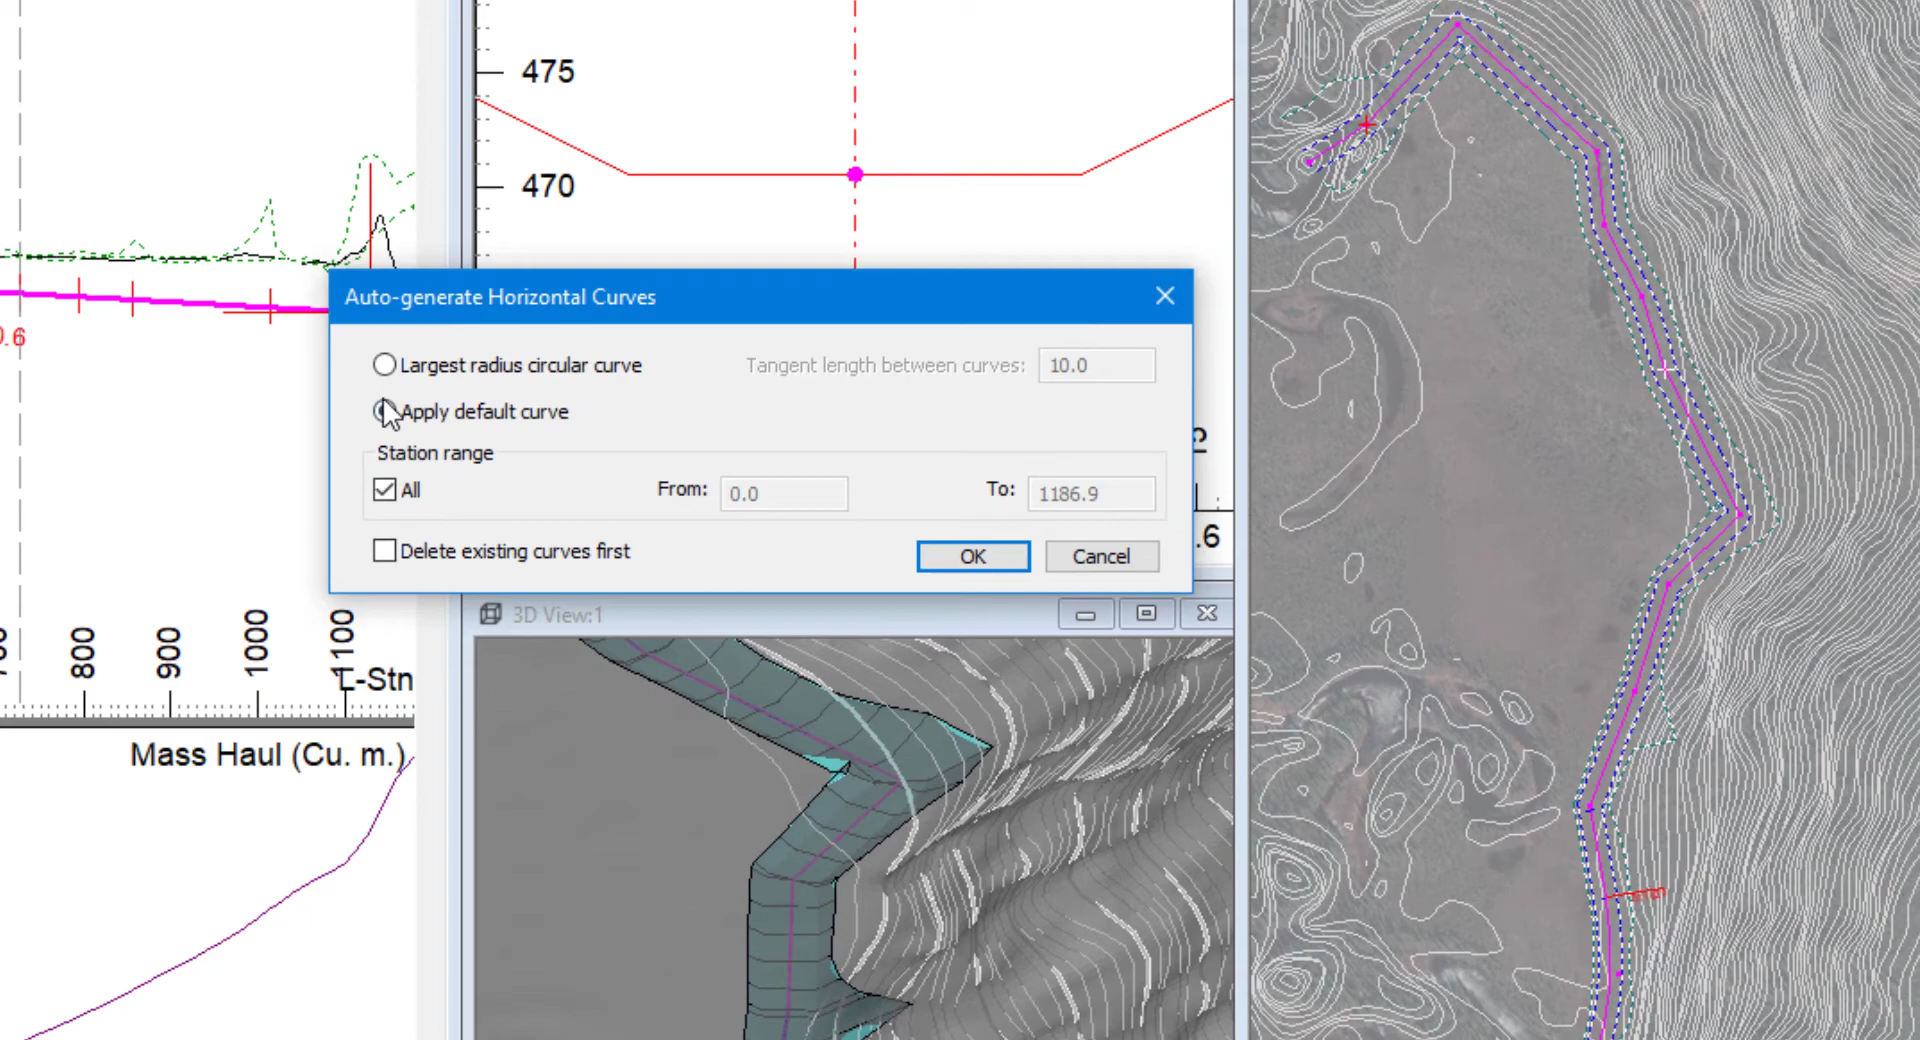 475
470
Auto-generate Horizontal Curves
Largest radius circular curve
Tangent length between curves:
10.0
Apply default curve
Station range
All
From:
0.0
To:
1186.9
Delete existing curves first
OK
Cancel
.6
3D View:1
800
900
1000
1100
L-Stn
Mass Haul (Cu. m.)